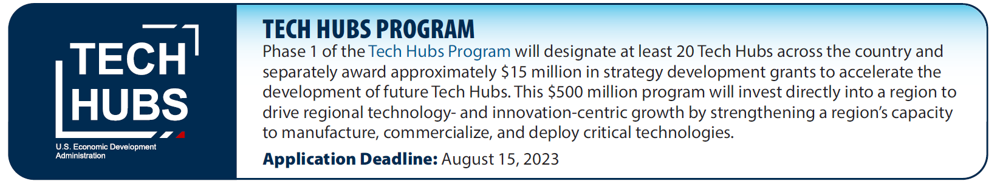 TECH
HUBS
U.S. Economic Development
Administration
TECH HUBS PROGRAM
Phase 1 of the Tech Hubs Program will designate at least 20 Tech Hubs across the country and
separately award approximately $15 million in strategy development grants to accelerate the
development of future Tech Hubs. This $500 million program will invest directly into a region to
drive regional technology- and innovation-centric growth by strengthening a region’s capacity
to manufacture, commercialize, and deploy critical technologies.
Application Deadline: August 15, 2023